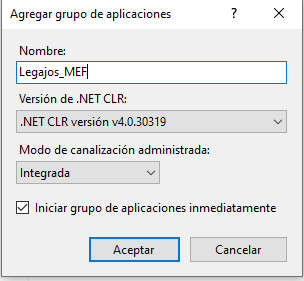 Agregar grupo de aplicaciones ? ×
Nombre:
Legajos_MEF
Versión de .NET CLR:
.NET CLR versión v4.0.30319
Modo de canalización administrada:
Integrada
Iniciar grupo de aplicaciones inmediatamente
Aceptar Cancelar